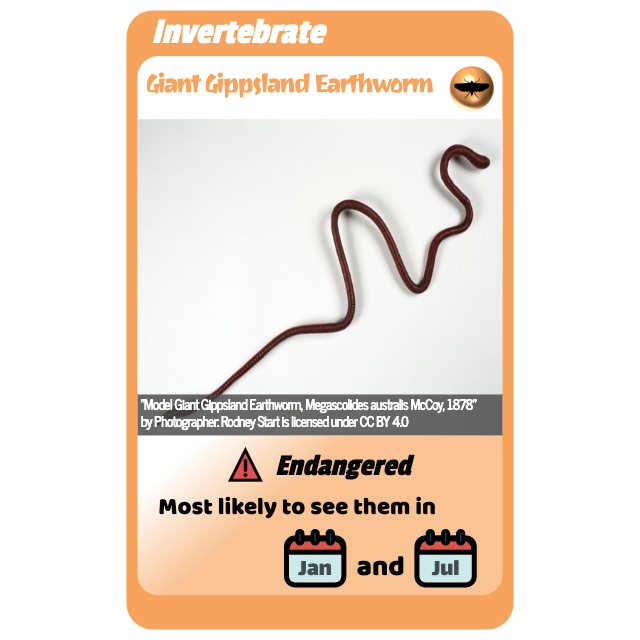 Invertebrate
Giant Gippsland Earthworm
"Model Giant Gippsland Earthworm, Megascolides australis McCoy, 1878"
by Photographer: Rodney Start is licensed under CC BY 4.0
Endangered
Most likely to see them in
Jan and Jul